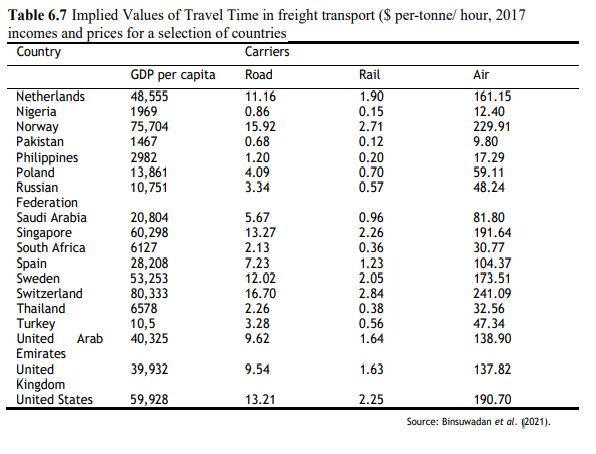 Table 6.7 Implied Values of Travel Time in freight transport ($ per-tonne/ hour, 2017
incomes and prices for a selection of countries
Country Carriers
GDP per capita Road Rail Air
Netherlands 48,555 11.16 1.90 161.15
Nigeria 1969 0.86 0.15 12.40
Norway 75,704 15.92 2.71 229.91
Pakistan 1467 0.68 0.12 9.80
Philippines 2982 1.20 0.20 17.29
Poland 13,861 4.09 0.70 59.11
Russian 10,751 3.34 0.57 48.24
Federation
Saudi Arabia 20,804 5.67 0.96 81.80
Singapore 60,298 13.27 2.26 191.64
South Africa 6127 2.13 0.36 30.77
Spain 28,208 7.23 1.23 104.37
Sweden 53,253 12.02 2.05 173.51
Switzerland 80,333 16.70 2.84 241.09
Thailand 6578 2.26 0.38 32.56
Turkey 10,5 3.28 0.56 47.34
United Arab 40,325 9.62 1.64 138.90
Emirates
United 39,932 9.54 1.63 137.82
Kingdom
United States 59,928 13.21 2.25 190.70
Source: Binsuwadan et al. (2021).